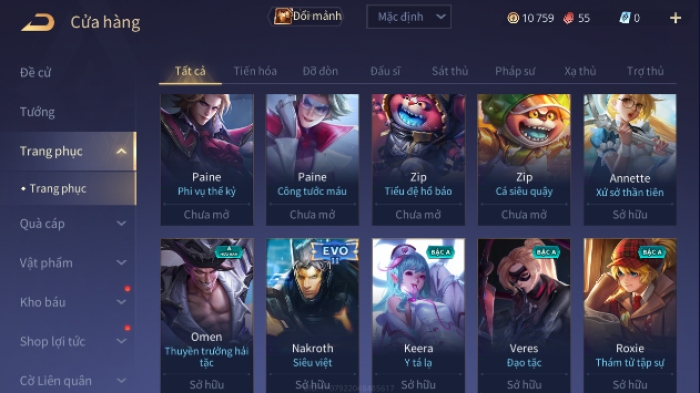 Cửa hàng
Đổi mảnh
Mặc định
10 759
55
0
Đề cử
Tướng
Trang phục
Trang phục
Quà cáp
Vật phẩm
Kho báu
Shop lợi tức
Cờ Liên quân
Tất cả
Tiến hóa
Đỡ đòn
Đấu sĩ
Sát thủ
Pháp sư
Xạ thủ
Trợ thủ
Paine
Phi vụ thế kỷ
Chưa mở
Paine
Công tước máu
Chưa mở
Zip
Tiểu đệ hổ báo
Chưa mở
Zip
Cá siêu quậy
Chưa mở
Annette
Xứ sở thần tiên
Sở hữu
A
Omen
Thuyền trưởng hải
tặc
Sở hữu
EVO
Nakroth
Siêu việt
Sở hữu
BẬC A
Keera
Y tá lạ
Sở hữu
BẬC A
Veres
Đạo tặc
Sở hữu
BẬC A
Roxie
Thám tử tập sự
Sở hữu